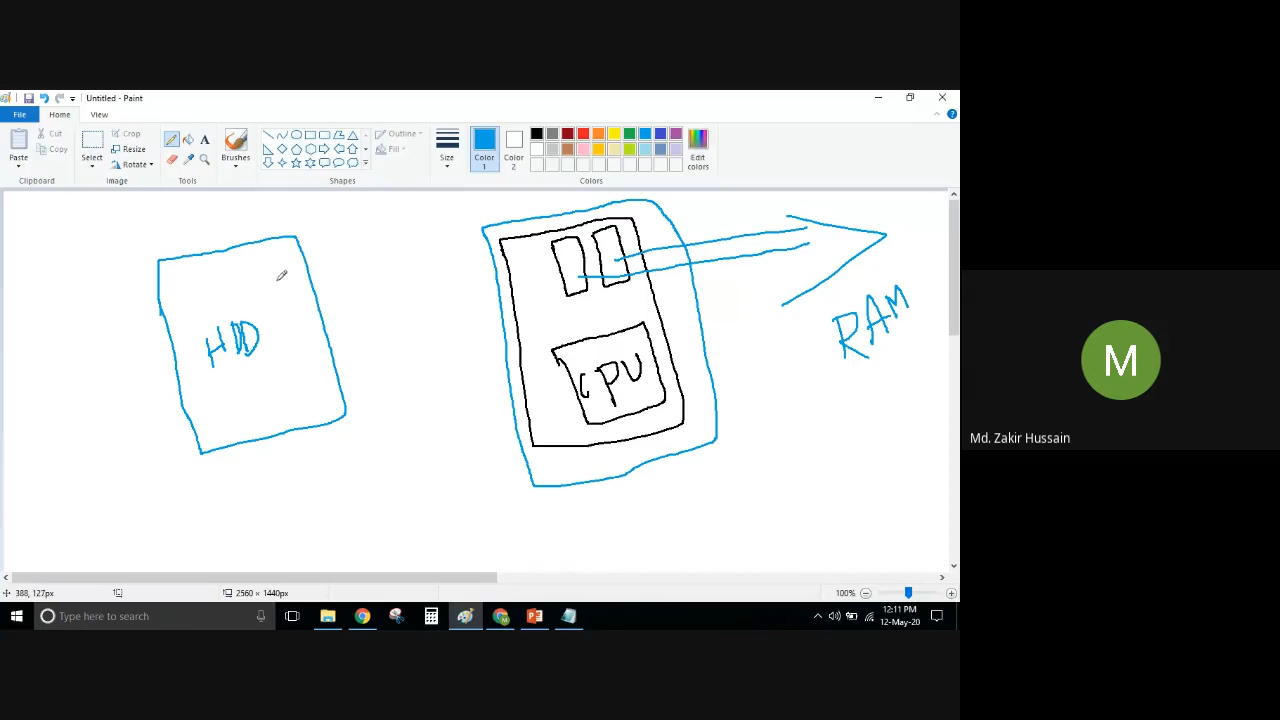 Untitled - Paint
File
Home
View
Paste
Cut
Copy
Clipboard
Select
Crop
Resize
Rotate
Image
Tools
Brushes
Shapes
Outline
Fill
Size
Color 1
Color 2
Edit colors
Colors
HDD
CPU
RAM
M
Md. Zakir Hussain
388, 127px
2560 × 1440px
100%
Type here to search
12:11 PM
12-May-20